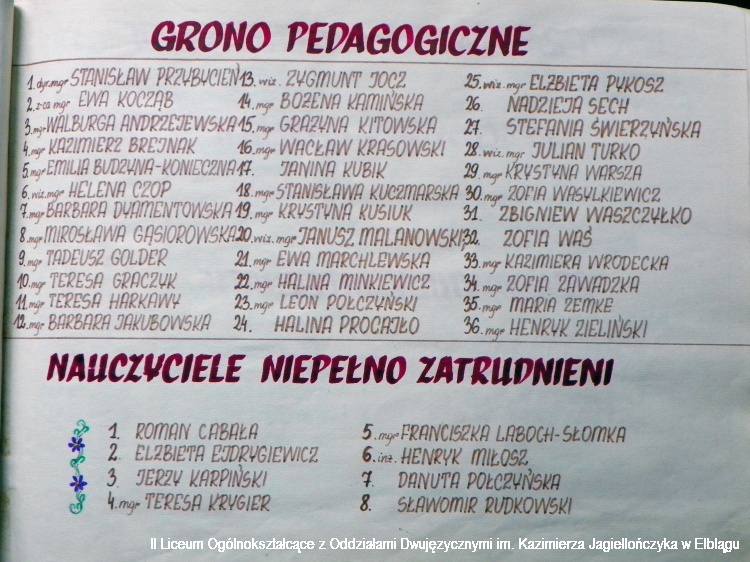 GRONO PEDAGOGICZNE
1. dyr. mgr STANISŁAW PRZYBYCIEŃ
2. z-ca mgr EWA KOCZĄB
3. mgr WALBURGA ANDRZEJEWSKA
4. mgr KAZIMIERZ BREJNAK
5. mgr EMILIA BUDZYNA-KONIECZNA
6. wiz. mgr HELENA CZOP
7. mgr BARBARA DYAMENTOWSKA
8. mgr MIROSŁAWA GĄSIOROWSKA
9. mgr TADEUSZ GOLDER
10. mgr TERESA GRACZYK
11. mgr TERESA HARKAWY
12. mgr BARBARA JAKUBOWSKA
13. wiz. ZYGMUNT JOCZ
14. mgr BOŻENA KAMIŃSKA
15. mgr GRAŻYNA KITOWSKA
16. mgr WACŁAW KRASOWSKI
17. JANINA KUBIK
18. mgr STANISŁAWA KUCZMARSKA
19. mgr KRYSTYNA KUSIUK
20. wiz. mgr JANUSZ MALANOWSKI
21. mgr EWA MARCHLEWSKA
22. mgr HALINA MINKIEWICZ
23. mgr LEON POŁCZYŃSKI
24. HALINA PROCAJŁO
25. wiz. mgr ELŻBIETA PYKOSZ
26. NADZIEJA SECH
27. STEFANIA ŚWIERZYŃSKA
28. wiz. mgr JULIAN TURKO
29. mgr KRYSTYNA WARSZA
30. mgr ZOFIA WASYLKIEWICZ
31. ZBIGNIEW WASZCZYŁKO
32. ZOFIA WAŚ
33. mgr KAZIMIERA WRODECKA
34. mgr ZOFIA ZAWADZKA
35. mgr MARIA ZEMKE
36. mgr HENRYK ZIELIŃSKI
NAUCZYCIELE NIEPEŁNO ZATRUDNIENI
1. ROMAN CABAŁA
2. ELŻBIETA EJDRYGIEWICZ
3. JERZY KARPIŃSKI
4. mgr TERESA KRYGIER
5. mgr FRANCISZKA LABOCH-SŁOMKA
6. inż. HENRYK MIŁOSZ
7. DANUTA POŁCZYŃSKA
8. SŁAWOMIR RUDKOWSKI
II Liceum Ogólnokształcące z Oddziałami Dwujęzycznymi im. Kazimierza Jagiellończyka w Elblągu